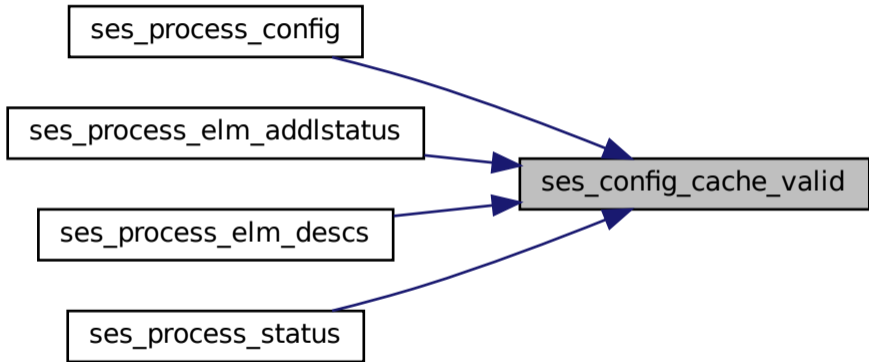 ses_process_config
ses_process_elm_addlstatus
ses_config_cache_valid
ses_process_elm_descs
ses_process_status